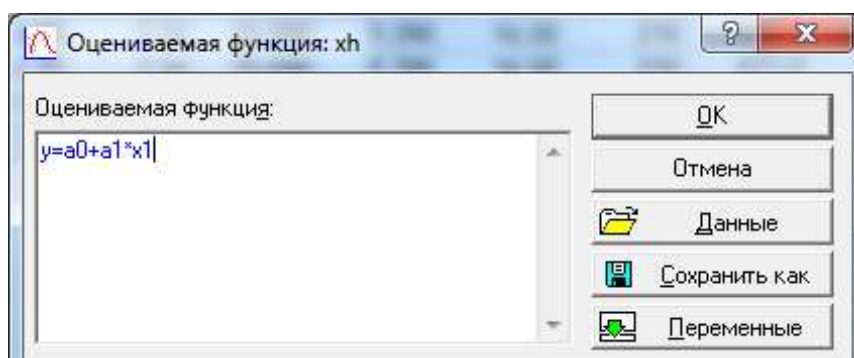 Оцениваемая функция: xh
Оцениваемая функция:
y=a0+a1*x1
OK
Отмена
Данные
Сохранить как
Переменные